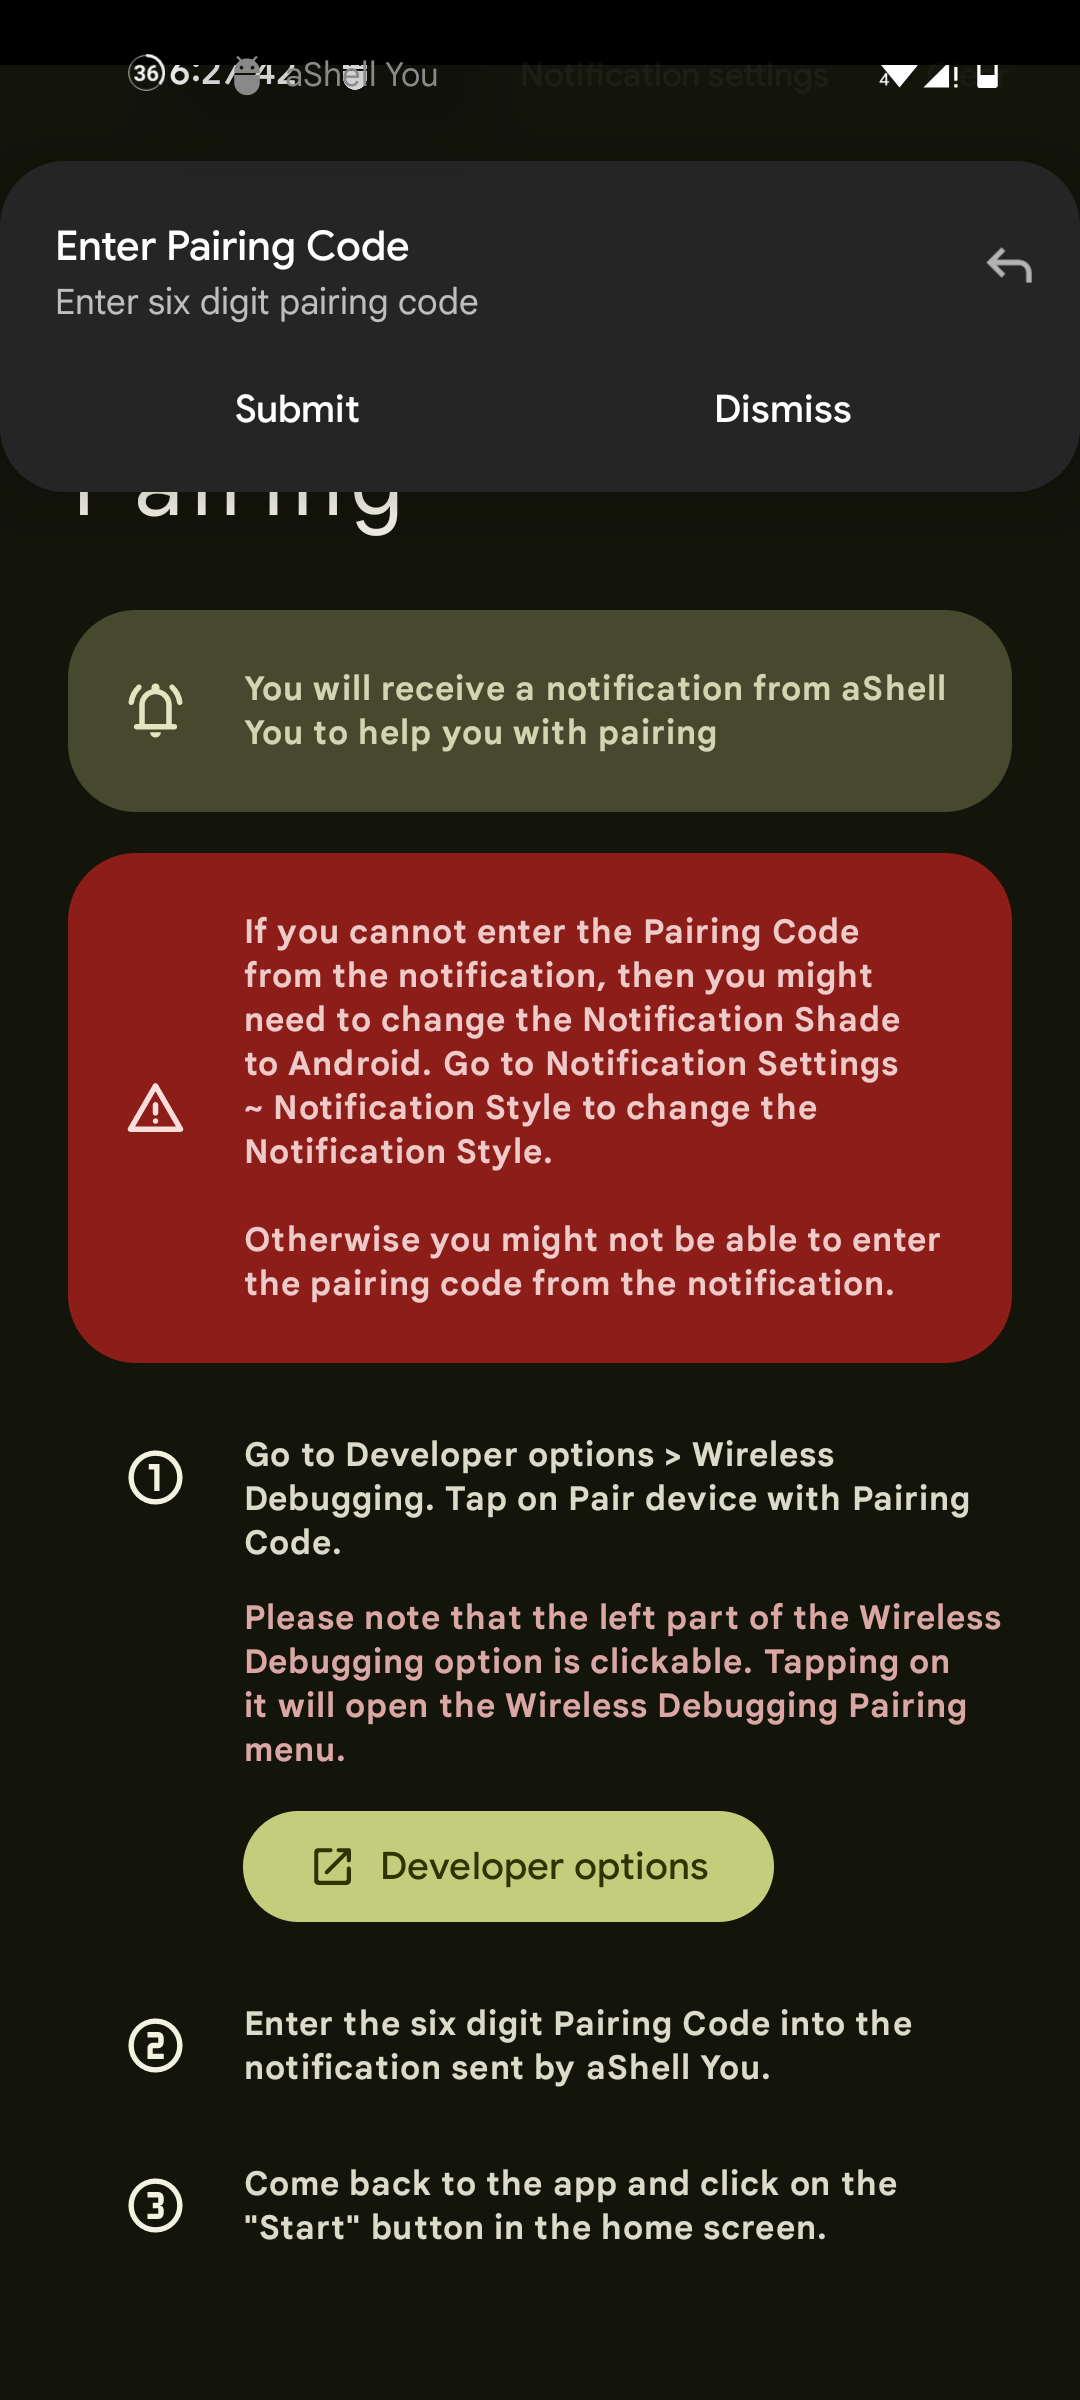 36
aShell You
Notification settings
Enter Pairing Code
Enter six digit pairing code
Submit
Dismiss
Pairing
You will receive a notification from aShell
You to help you with pairing
If you cannot enter the Pairing Code
from the notification, then you might
need to change the Notification Shade
to Android. Go to Notification Settings
~ Notification Style to change the
Notification Style.
Otherwise you might not be able to enter
the pairing code from the notification.
1
Go to Developer options > Wireless
Debugging. Tap on Pair device with Pairing
Code.
Please note that the left part of the Wireless
Debugging option is clickable. Tapping on
it will open the Wireless Debugging Pairing
menu.
Developer options
2
Enter the six digit Pairing Code into the
notification sent by aShell You.
3
Come back to the app and click on the
"Start" button in the home screen.